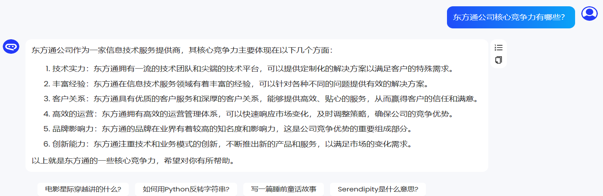 东方通公司核心竞争力有哪些?
东方通公司作为一家信息技术服务提供商，其核心竞争力主要体现在以下几个方面：
1. 技术实力：东方通拥有一流的技术团队和尖端的技术平台，可以提供定制化的解决方案以满足客户的特殊需求。
2. 丰富经验：东方通在信息技术服务领域有着丰富的经验，可以针对各种不同的问题提供有效的解决方案。
3. 客户关系：东方通具有优质的客户服务和深厚的客户关系，能够提供高效、贴心的服务，从而赢得客户的信任和满意。
4. 高效的运营：东方通拥有高效的运营管理体系，可以快速响应市场变化，及时调整策略，确保公司的竞争优势。
5. 品牌影响力：东方通的品牌在业界有着较高的知名度和影响力，这是公司竞争优势的重要组成部分。
6. 创新能力：东方通注重技术和业务模式的创新，不断推出新的产品和服务，以满足市场的变化需求。
以上就是东方通的一些核心竞争力，希望对你有所帮助。
电影星际穿越讲的什么?
如何用Python反转字符串?
写一篇睡前童话故事
Serendipity是什么意思?